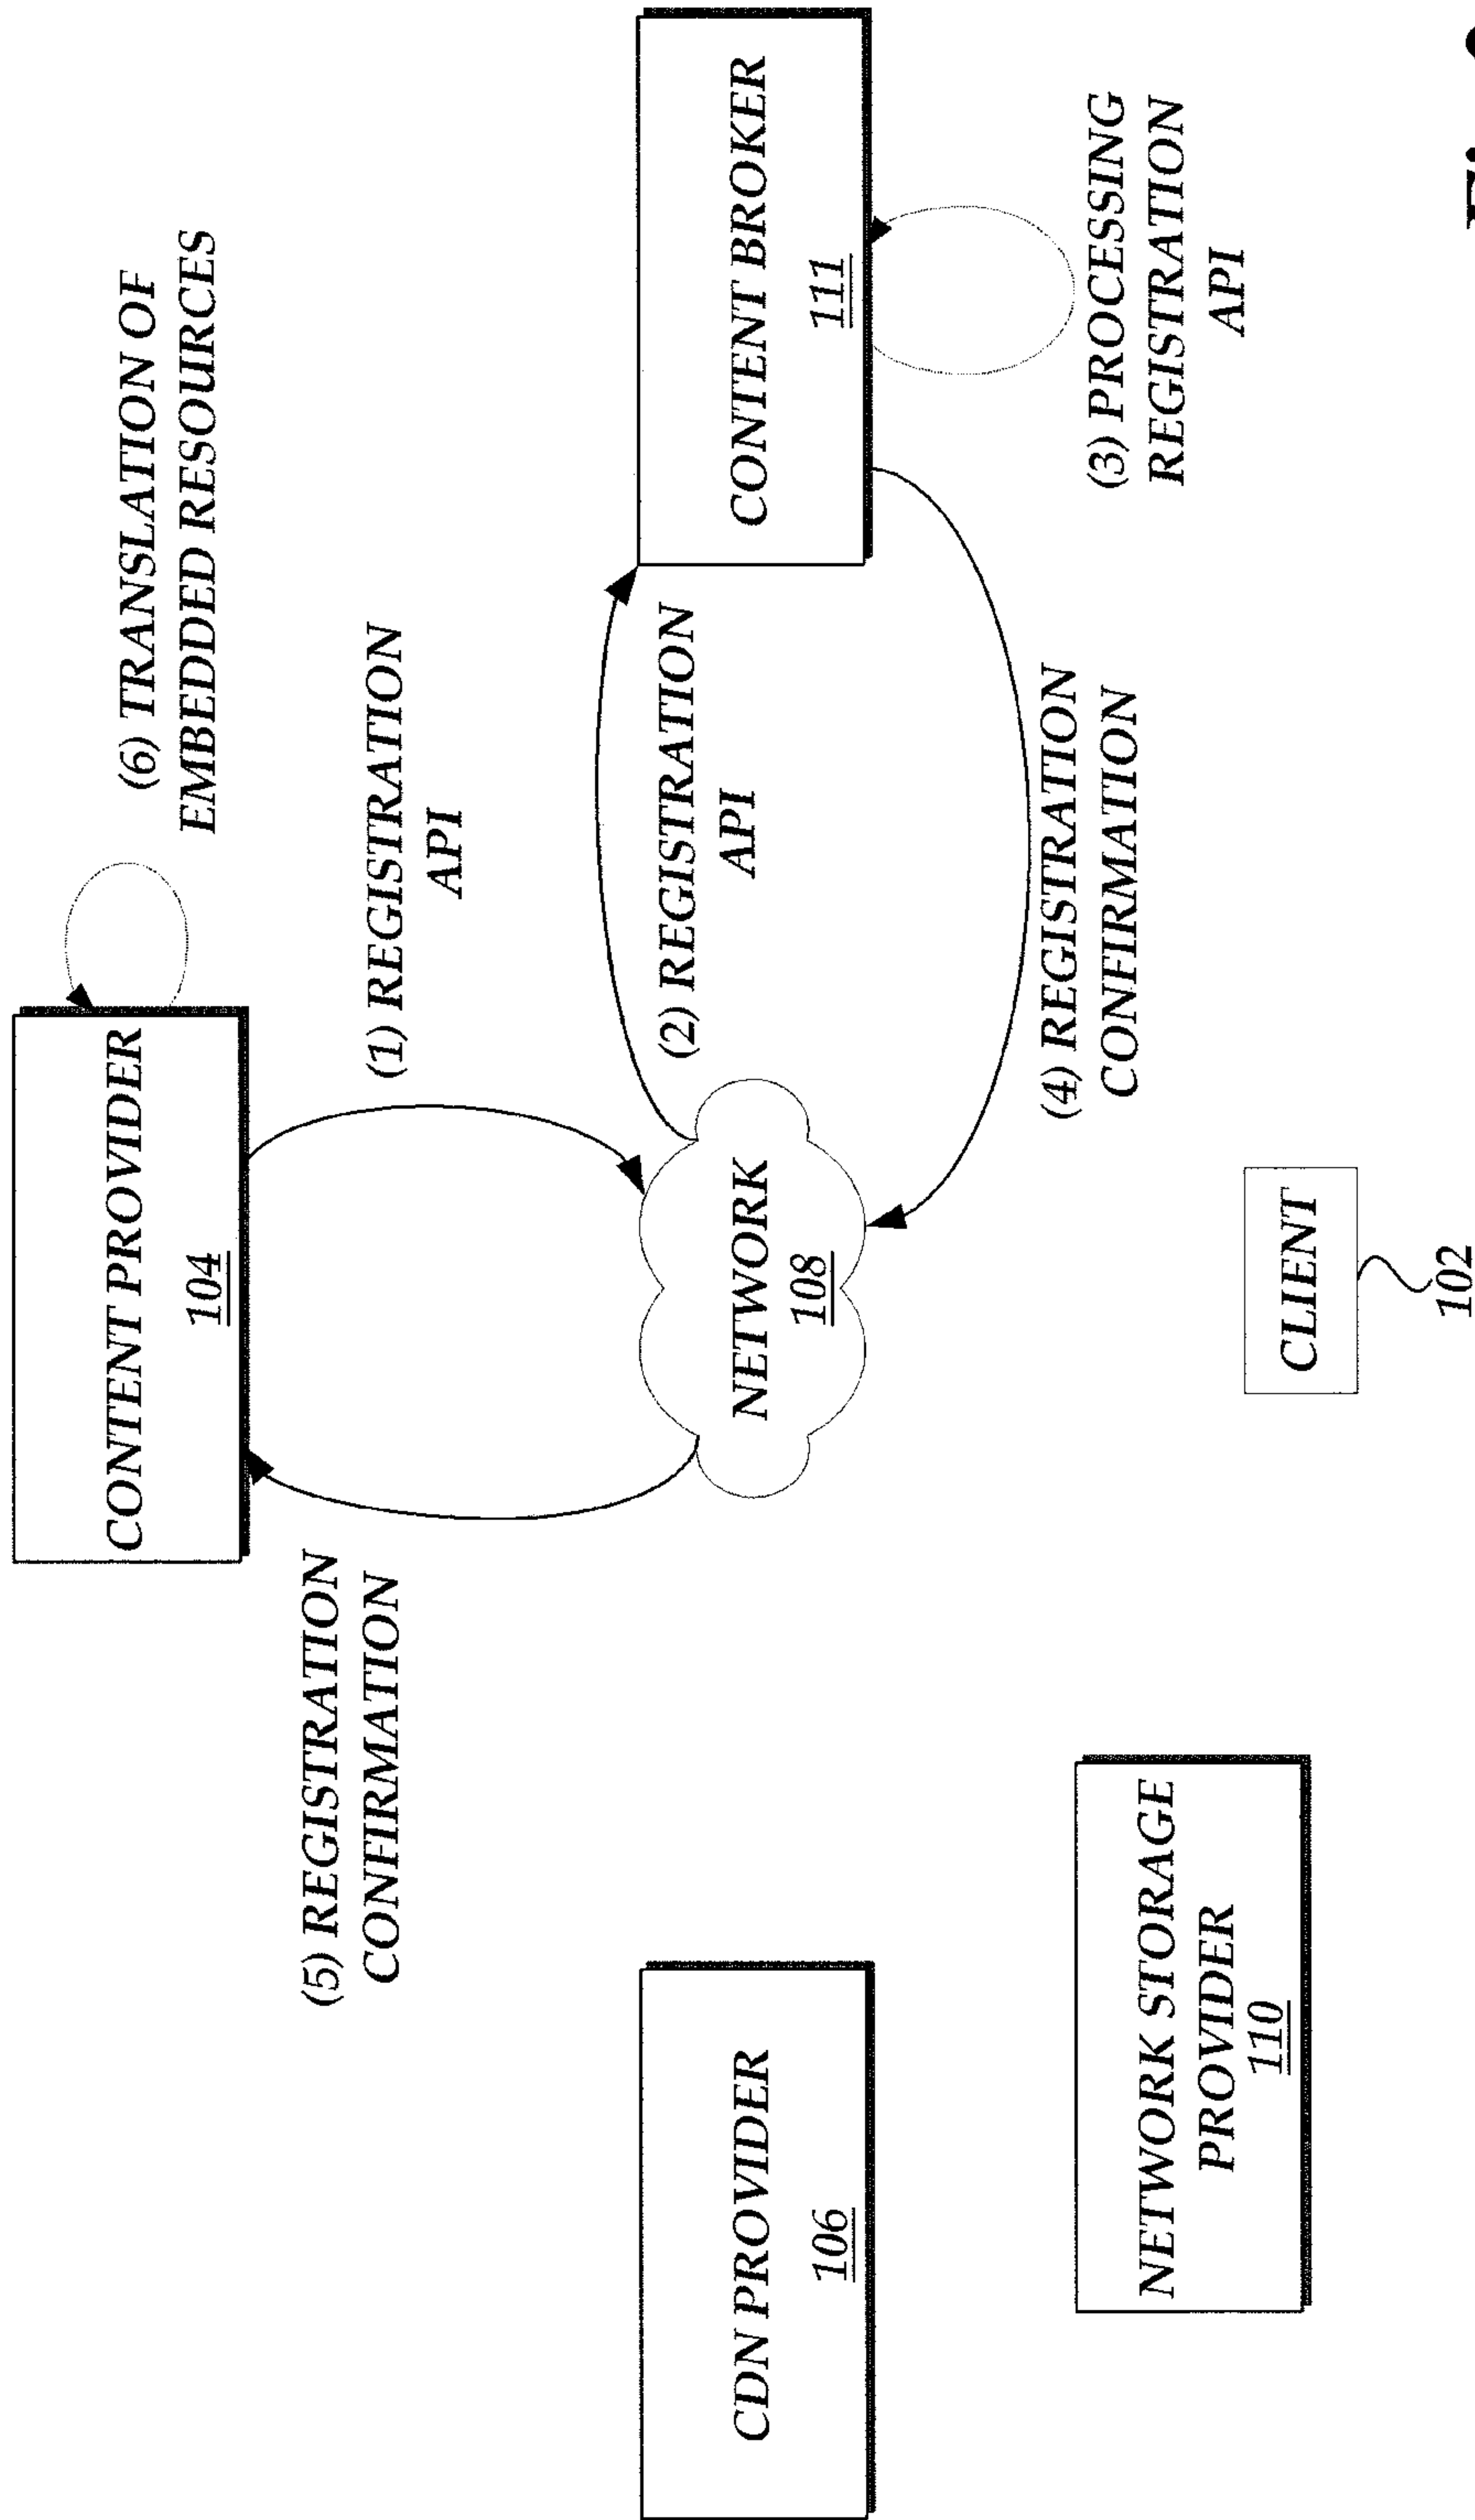 (6) TRANSLATION OF
EMBEDDED RESOURCES
CONTENT PROVIDER
104
(1) REGISTRATION
API
(5) REGISTRATION
CONFIRMATION
CDN PROVIDER
106
NETWORK
108
(2) REGISTRATION
API
CONTENT BROKER
111
(4) REGISTRATION
CONFIRMATION
(3) PROCESSING
REGISTRATION
API
NETWORK STORAGE
PROVIDER
110
CLIENT
102